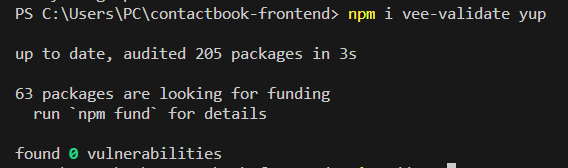 PS C:\Users\PC\contactbook-frontend> npm i vee-validate yup
up to date, audited 205 packages in 3s
63 packages are looking for funding
run `npm fund` for details
found 0 vulnerabilities